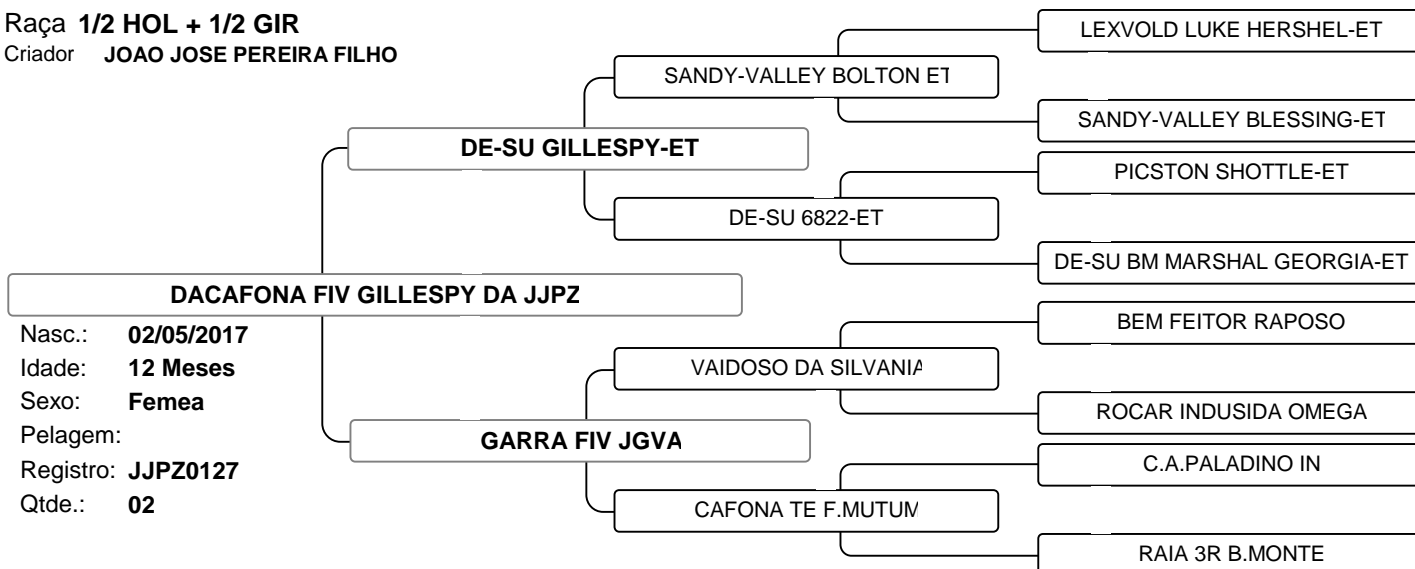 Raça 1/2 HOL + 1/2 GIR
Criador JOAO JOSE PEREIRA FILHO
LEXVOLD LUKE HERSHEL-ET
SANDY-VALLEY BOLTON ET
SANDY-VALLEY BLESSING-ET
DE-SU GILLESPY-ET
PICSTON SHOTTLE-ET
DE-SU 6822-ET
DE-SU BM MARSHAL GEORGIA-ET
DACAFONA FIV GILLESPY DA JJPZ
Nasc.: 02/05/2017
Idade: 12 Meses
Sexo: Femea
Pelagem:
Registro: JJPZ0127
Qtde.: 02
BEM FEITOR RAPOSO
VAIDOSO DA SILVANIA
ROCAR INDUSIDA OMEGA
GARRA FIV JGVA
C.A.PALADINO IN
CAFONA TE F.MUTUM
RAIA 3R B.MONTE